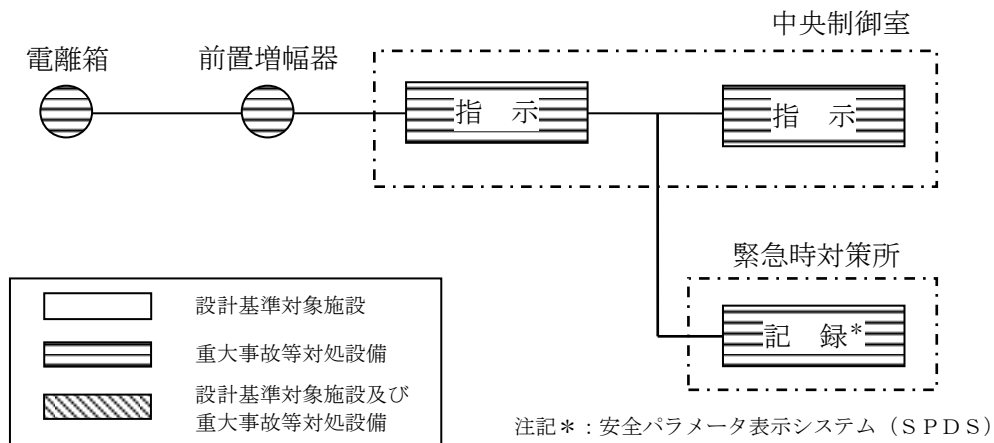 中央制御室
電離箱
前置増幅器
指　示
指　示
緊急時対策所
記　録*
設計基準対象施設
重大事故等対処設備
設計基準対象施設及び
重大事故等対処設備
注記＊：安全パラメータ表示システム（ＳＰＤＳ）